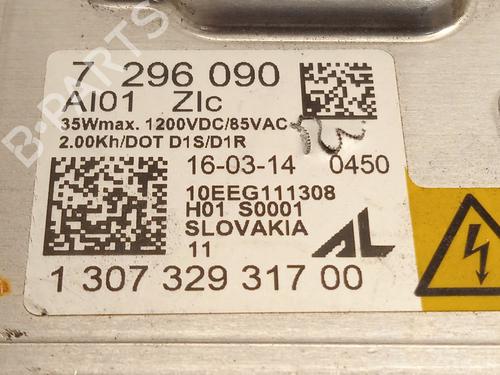 7 296 090
AI01 ZIc
35Wmax. 1200VDC/85VAC
2.00Kh/DOT D1S/D1R
16-03-14 0450
10EEG111308
H01 S0001
SLOVAKIA
11 AL
1 307 329 317 00
B-PARTS